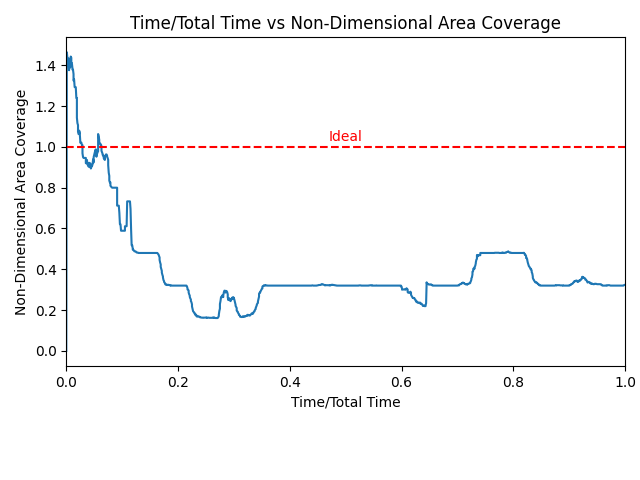 Time/Total Time vs Non-Dimensional Area Coverage
Non-Dimensional Area Coverage
1.4
1.2
1.0
0.8
0.6
0.4
0.2
0.0
Ideal
0.0 0.2 0.4 0.6 0.8 1.0
Time/Total Time